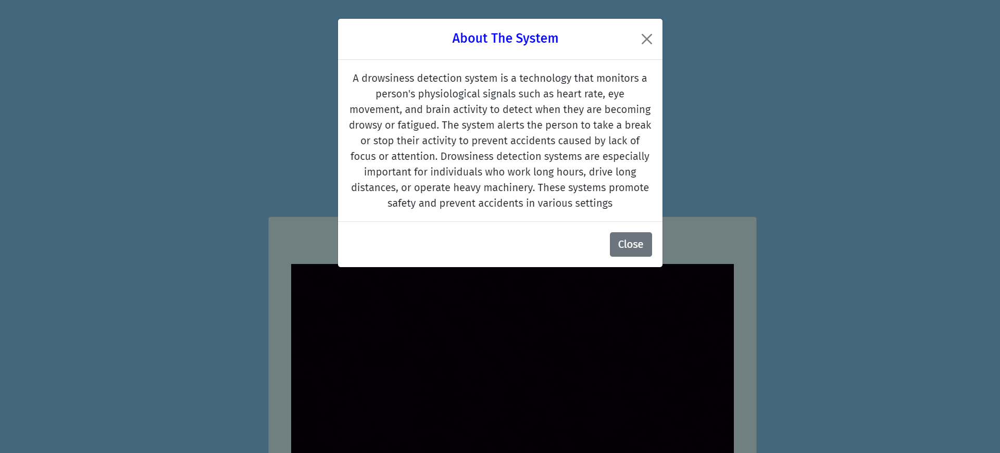 About The System
A drowsiness detection system is a technology that monitors a
person's physiological signals such as heart rate, eye
movement, and brain activity to detect when they are becoming
drowsy or fatigued. The system alerts the person to take a break
or stop their activity to prevent accidents caused by lack of
focus or attention. Drowsiness detection systems are especially
important for individuals who work long hours, drive long
distances, or operate heavy machinery. These systems promote
safety and prevent accidents in various settings
Close